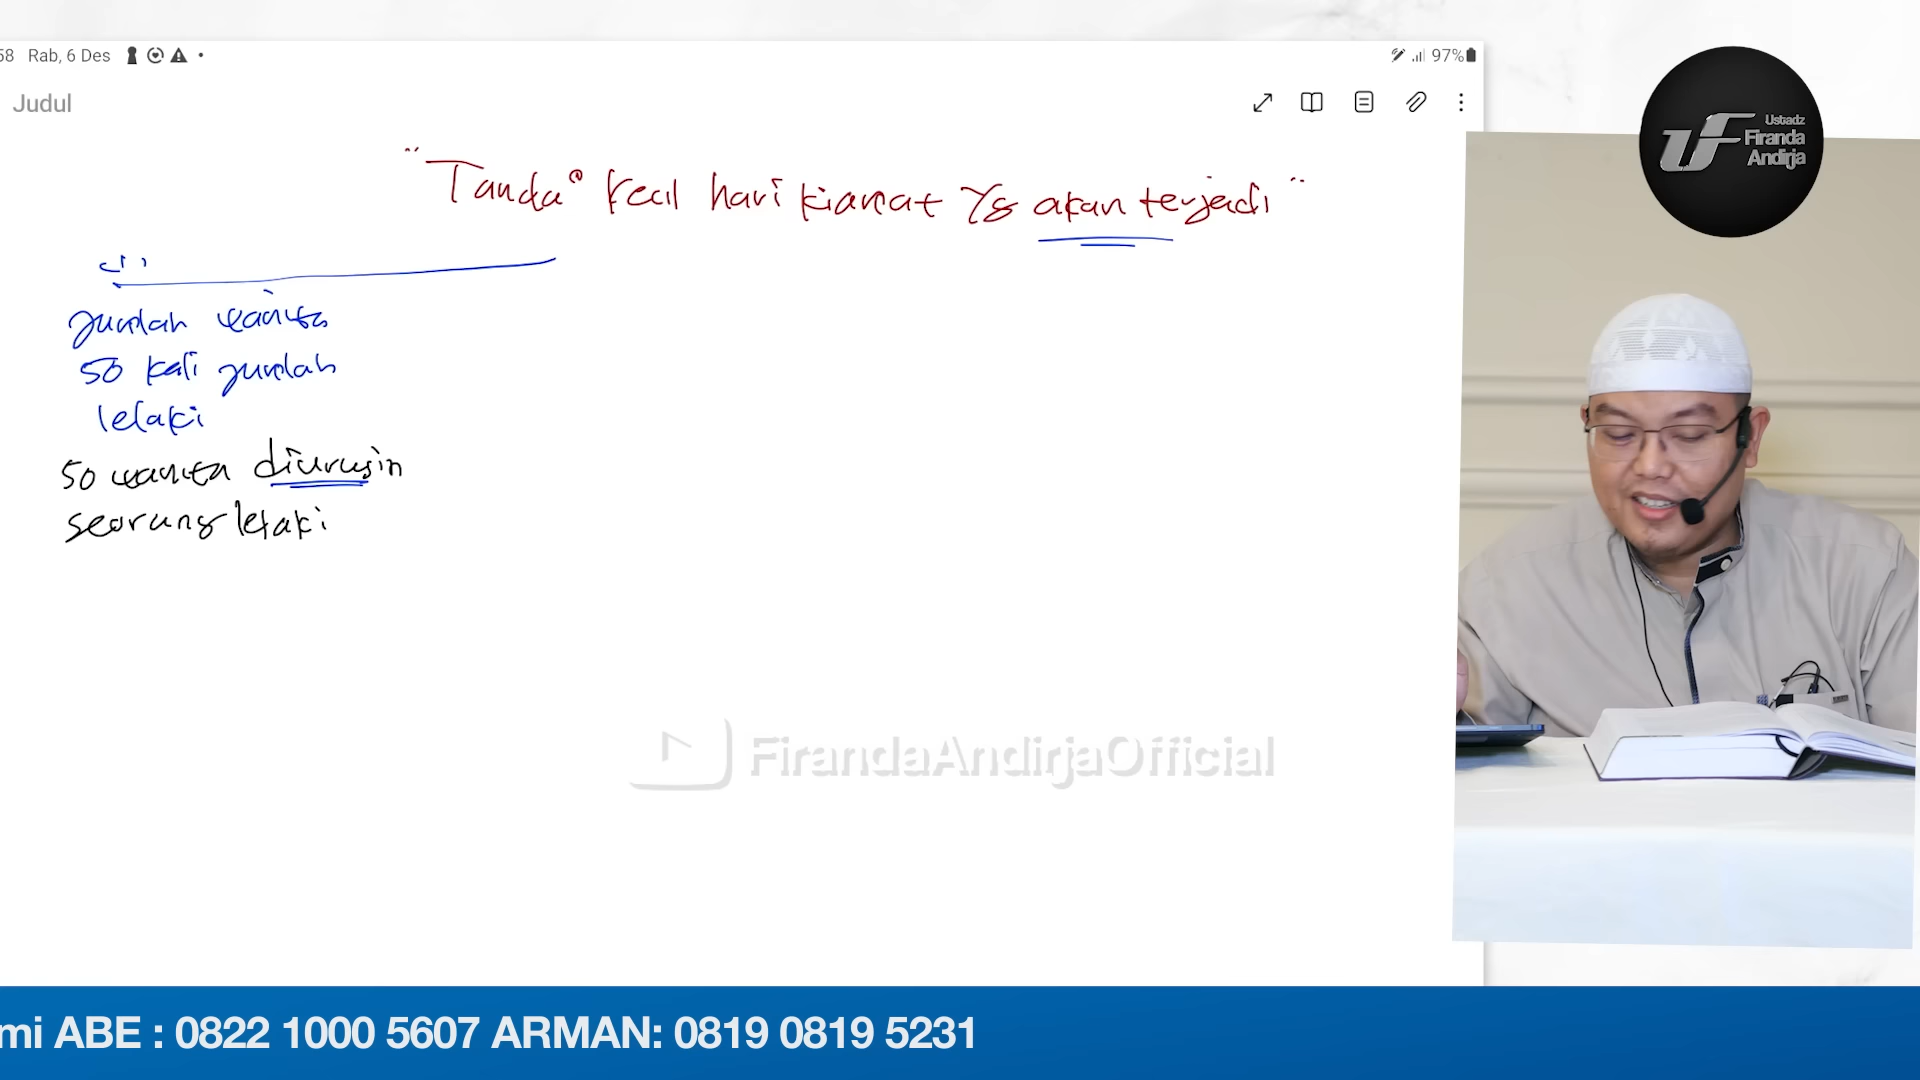 58 Rab, 6 Des
97%
Judul
"Tanda² kecil hari kiamat Yg akan terjadi"
(1)
jumlah wanita
50 kali jumlah
lelaki
50 wanita diurusin
seorang lelaki
Ustadz
Firanda
Andirja
FirandaAndirjaOfficial
mi ABE : 0822 1000 5607 ARMAN: 0819 0819 5231